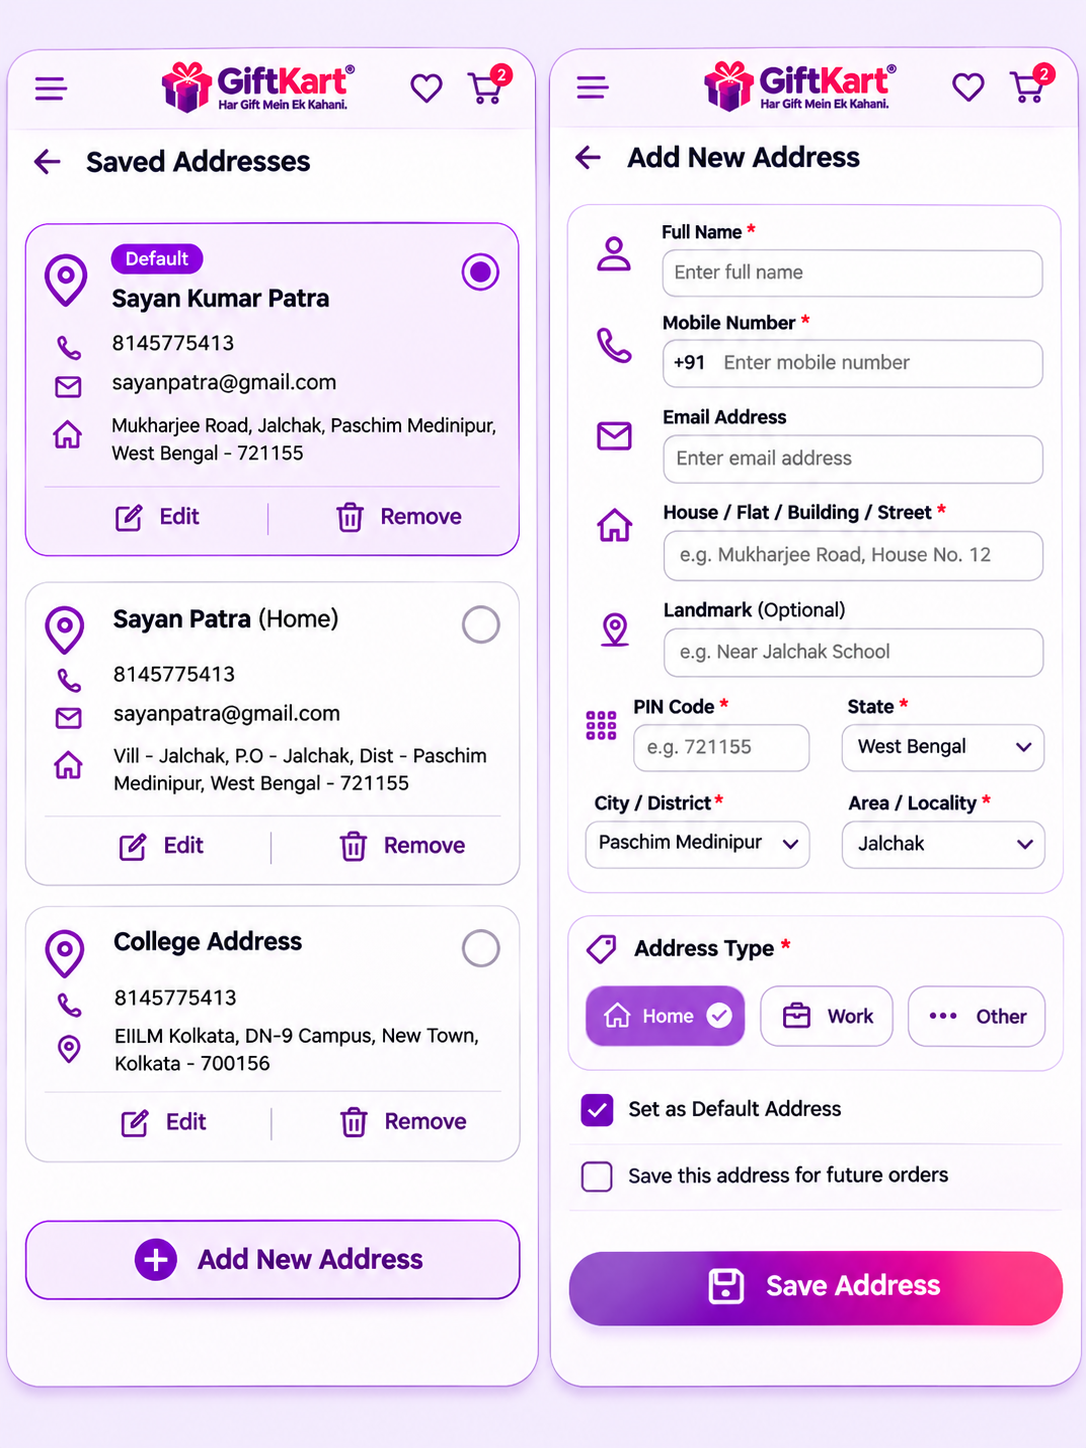 GiftKart®
Har Gift Mein Ek Kahani.
2
Saved Addresses
Default
Sayan Kumar Patra
8145775413
sayanpatra@gmail.com
Mukharjee Road, Jalchak, Paschim Medinipur,
West Bengal - 721155
Edit
Remove
Sayan Patra (Home)
8145775413
sayanpatra@gmail.com
Vill - Jalchak, P.O - Jalchak, Dist - Paschim
Medinipur, West Bengal - 721155
Edit
Remove
College Address
8145775413
EIILM Kolkata, DN-9 Campus, New Town,
Kolkata - 700156
Edit
Remove
Add New Address
GiftKart®
Har Gift Mein Ek Kahani.
2
Add New Address
Full Name *
Enter full name
Mobile Number *
+91 Enter mobile number
Email Address
Enter email address
House / Flat / Building / Street *
e.g. Mukharjee Road, House No. 12
Landmark (Optional)
e.g. Near Jalchak School
PIN Code *
State *
e.g. 721155
West Bengal
City / District *
Area / Locality *
Paschim Medinipur
Jalchak
Address Type *
Home
Work
Other
Set as Default Address
Save this address for future orders
Save Address